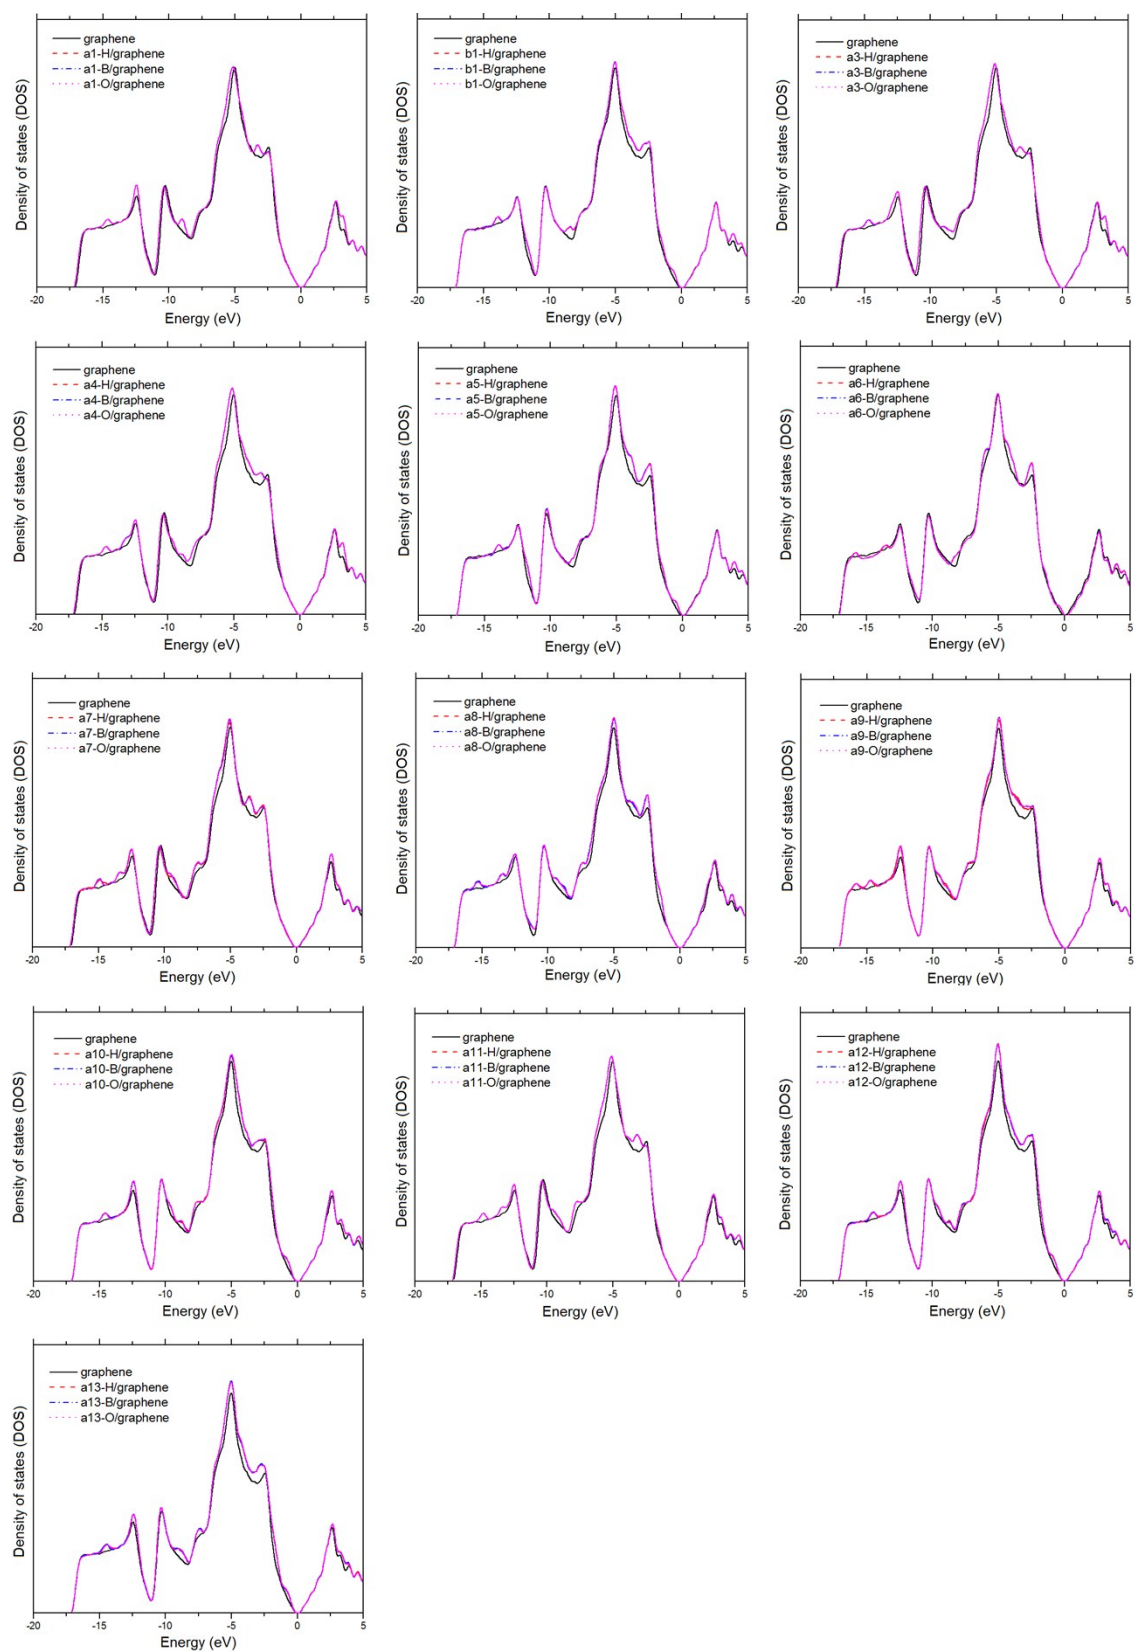 graphene
a1-H/graphene
a1-B/graphene
a1-O/graphene
Density of states (DOS)
-20 -15 -10 -5 0 5
Energy (eV)
graphene
b1-H/graphene
b1-B/graphene
b1-O/graphene
Density of states (DOS)
-20 -15 -10 -5 0 5
Energy (eV)
graphene
a3-H/graphene
a3-B/graphene
a3-O/graphene
Density of states (DOS)
-20 -15 -10 -5 0 5
Energy (eV)
graphene
a4-H/graphene
a4-B/graphene
a4-O/graphene
Density of states (DOS)
-20 -15 -10 -5 0 5
Energy (eV)
graphene
a5-H/graphene
a5-B/graphene
a5-O/graphene
Density of states (DOS)
-20 -15 -10 -5 0 5
Energy (eV)
graphene
a6-H/graphene
a6-B/graphene
a6-O/graphene
Density of states (DOS)
-20 -15 -10 -5 0 5
Energy (eV)
graphene
a7-H/graphene
a7-B/graphene
a7-O/graphene
Density of states (DOS)
-20 -15 -10 -5 0 5
Energy (eV)
graphene
a8-H/graphene
a8-B/graphene
a8-O/graphene
Density of states (DOS)
-20 -15 -10 -5 0 5
Energy (eV)
graphene
a9-H/graphene
a9-B/graphene
a9-O/graphene
Density of states (DOS)
-20 -15 -10 -5 0 5
Energy (eV)
graphene
a10-H/graphene
a10-B/graphene
a10-O/graphene
Density of states (DOS)
-20 -15 -10 -5 0 5
Energy (eV)
graphene
a11-H/graphene
a11-B/graphene
a11-O/graphene
Density of states (DOS)
-20 -15 -10 -5 0 5
Energy (eV)
graphene
a12-H/graphene
a12-B/graphene
a12-O/graphene
Density of states (DOS)
-20 -15 -10 -5 0 5
Energy (eV)
graphene
a13-H/graphene
a13-B/graphene
a13-O/graphene
Density of states (DOS)
-20 -15 -10 -5 0 5
Energy (eV)